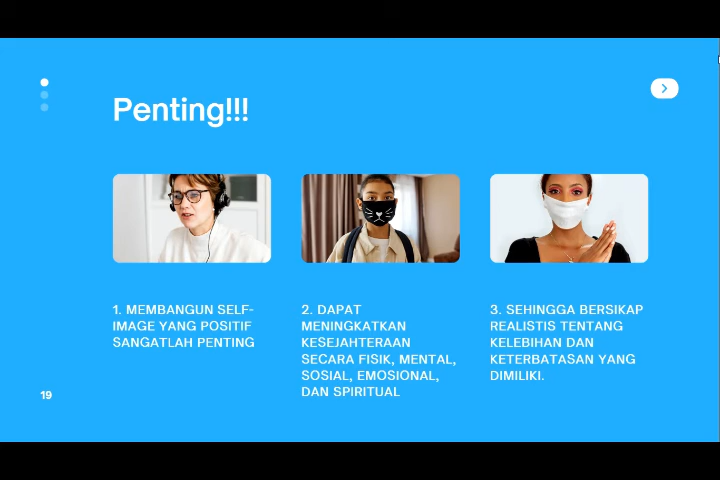 Penting!!!
1. MEMBANGUN SELF-
IMAGE YANG POSITIF
SANGATLAH PENTING
2. DAPAT
MENINGKATKAN
KESEJAHTERAAN
SECARA FISIK, MENTAL,
SOSIAL, EMOSIONAL,
DAN SPIRITUAL
3. SEHINGGA BERSIKAP
REALISTIS TENTANG
KELEBIHAN DAN
KETERBATASAN YANG
DIMILIKI.
19